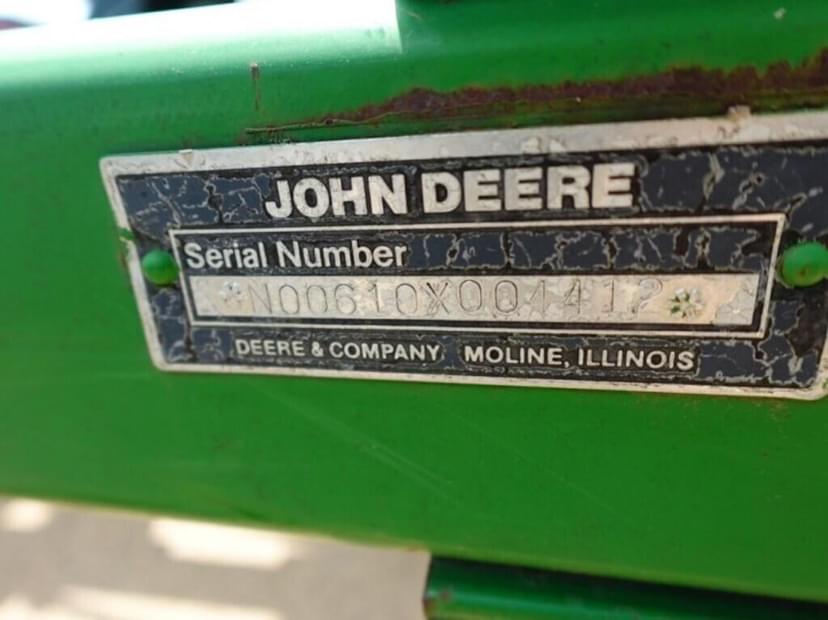 JOHN DEERE
Serial Number
*N00610X004412*
DEERE & COMPANY MOLINE, ILLINOIS